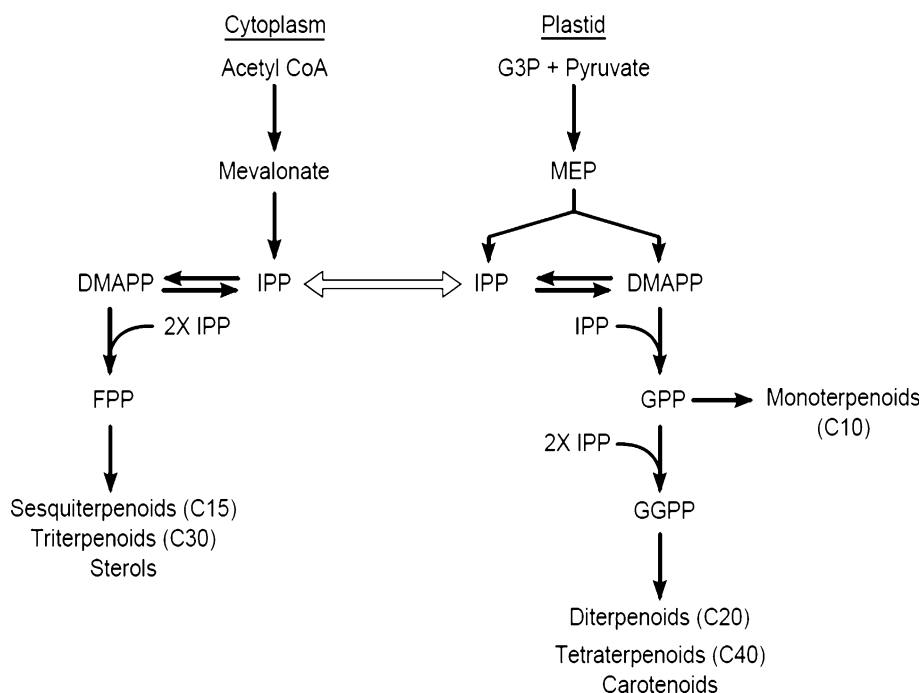 Cytoplasm
Acetyl CoA
Mevalonate
DMAPP
IPP
2X IPP
FPP
Sesquiterpenoids (C15)
Triterpenoids (C30)
Sterols
Plastid
G3P + Pyruvate
MEP
IPP
DMAPP
IPP
GPP
Monoterpenoids
(C10)
2X IPP
GGPP
Diterpenoids (C20)
Tetraterpenoids (C40)
Carotenoids